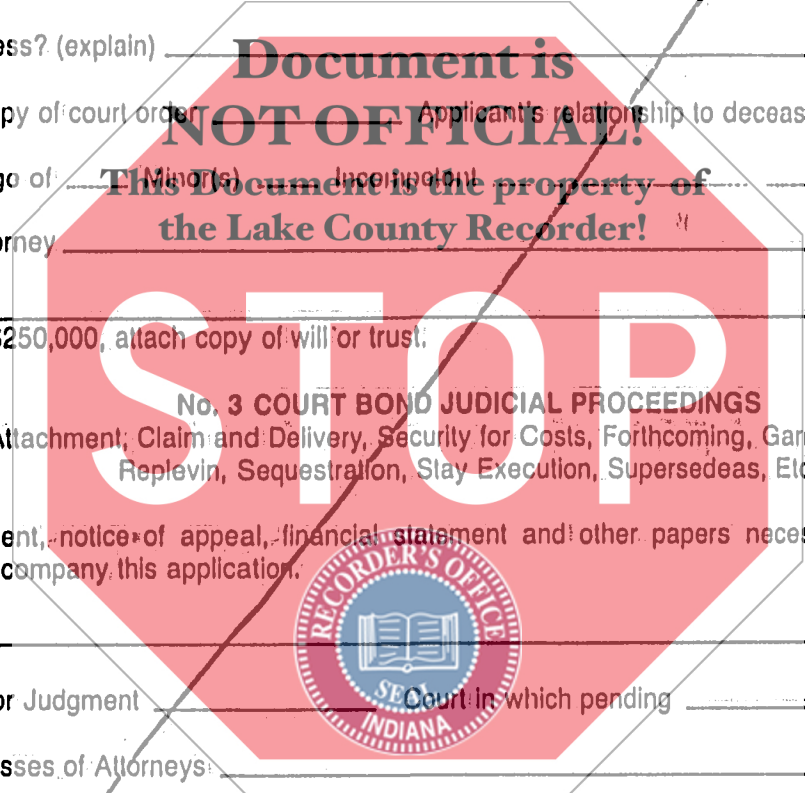 ess? (explain)
Document is
py of court order Applicant's relationship to deceas
NOT OFFICIAL!
of Minor(s) Incompetent
This Document is the property of
the Lake County Recorder!
rney
$250,000, attach copy of will or trust.
STOP
No. 3 COURT BOND JUDICIAL PROCEEDINGS
Attachment, Claim and Delivery, Security for Costs, Forthcoming, Gar
Replevin, Sequestration, Stay Execution, Supersedeas, Etc
ent, notice of appeal, financial statement and other papers neces
company this application.
RECORDER'S OFFICE
SEAL
INDIANA
or Judgment Court in which pending
sses of Attorneys